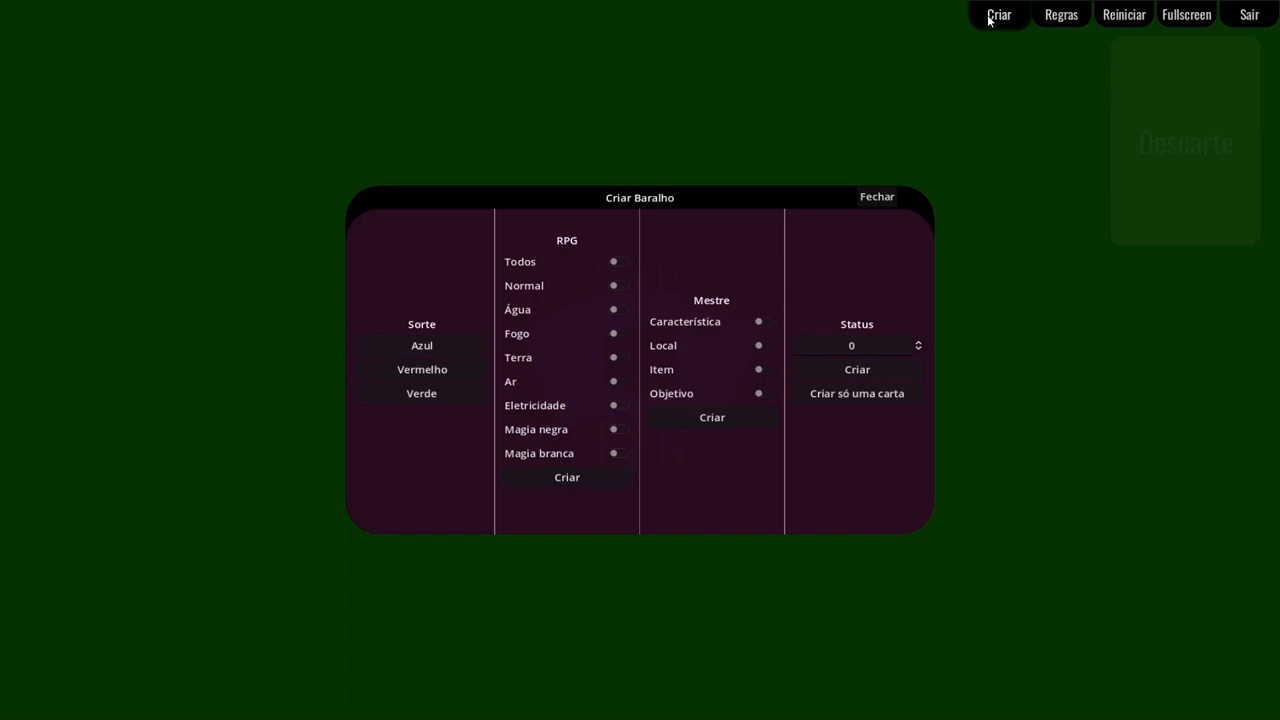 Criar Regras Reiniciar Fullscreen Sair
Descarte
Criar Baralho
Fechar
Sorte
Azul
Vermelho
Verde
RPG
Todos
Normal
Água
Fogo
Terra
Ar
Eletricidade
Magia negra
Magia branca
Criar
Mestre
Característica
Local
Item
Objetivo
Criar
Status
0
Criar
Criar só uma carta